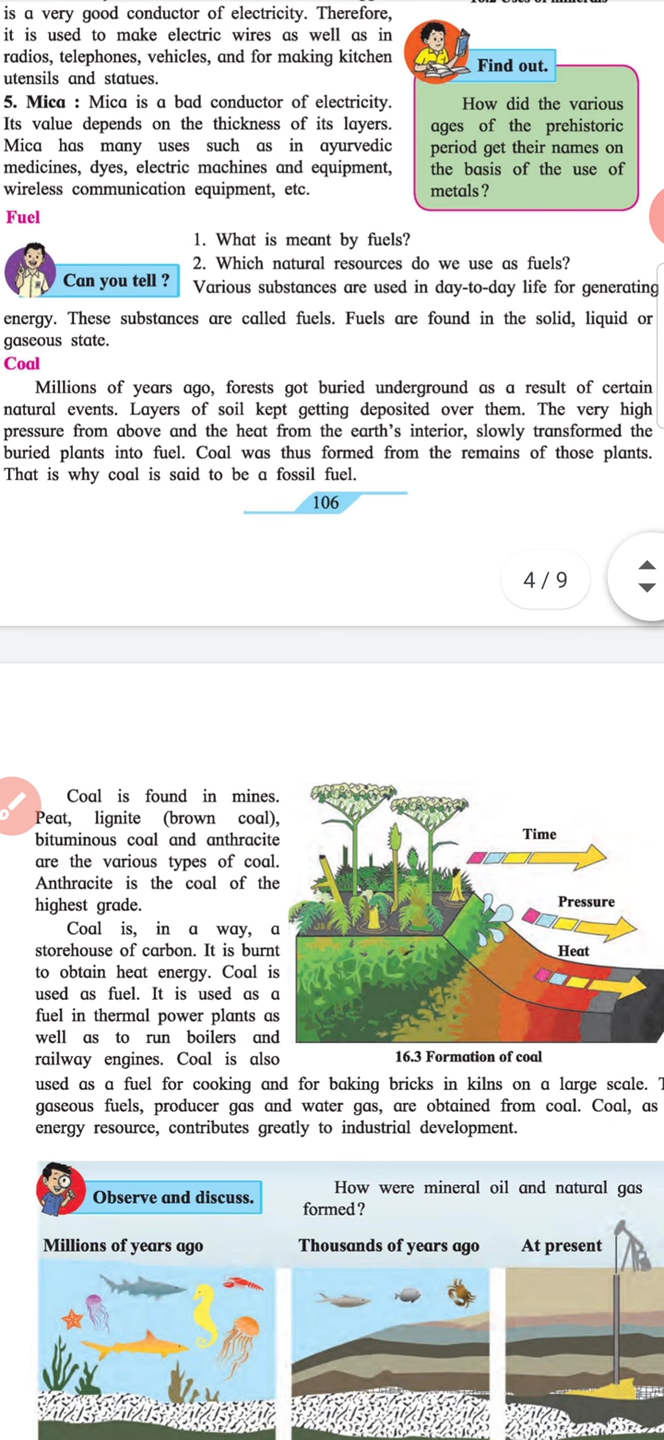 is a very good conductor of electricity. Therefore,
it is used to make electric wires as well as in
radios, telephones, vehicles, and for making kitchen
utensils and statues.
5. Mica : Mica is a bad conductor of electricity.
Its value depends on the thickness of its layers.
Mica has many uses such as in ayurvedic
medicines, dyes, electric machines and equipment,
wireless communication equipment, etc.
Find out.
How did the various
ages of the prehistoric
period get their names on
the basis of the use of
metals?
Fuel
Can you tell ?
1. What is meant by fuels?
2. Which natural resources do we use as fuels?
Various substances are used in day-to-day life for generating
energy. These substances are called fuels. Fuels are found in the solid, liquid or
gaseous state.
Coal
Millions of years ago, forests got buried underground as a result of certain
natural events. Layers of soil kept getting deposited over them. The very high
pressure from above and the heat from the earth's interior, slowly transformed the
buried plants into fuel. Coal was thus formed from the remains of those plants.
That is why coal is said to be a fossil fuel.
106
4 / 9
Coal is found in mines.
Peat, lignite (brown coal),
bituminous coal and anthracite
are the various types of coal.
Anthracite is the coal of the
highest grade.
Coal is, in a way, a
storehouse of carbon. It is burnt
to obtain heat energy. Coal is
used as fuel. It is used as a
fuel in thermal power plants as
well as to run boilers and
railway engines. Coal is also
Time
Pressure
Heat
16.3 Formation of coal
used as a fuel for cooking and for baking bricks in kilns on a large scale.
gaseous fuels, producer gas and water gas, are obtained from coal. Coal, as
energy resource, contributes greatly to industrial development.
Observe and discuss.
How were mineral oil and natural gas
formed?
Millions of years ago
Thousands of years ago
At present